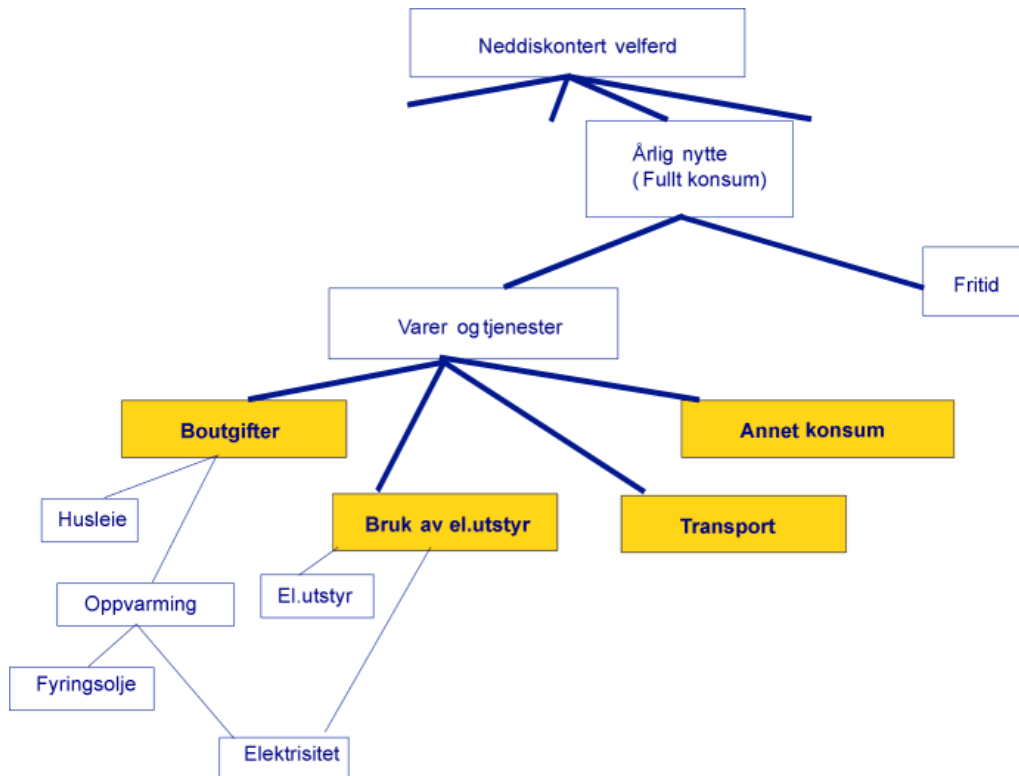 Neddiskontert velferd
Årlig nytte
( Fullt konsum)
Fritid
Varer og tjenester
Boutgifter
Annet konsum
Husleie
Bruk av el.utstyr
Transport
Oppvarming
El.utstyr
Fyringsolje
Elektrisitet